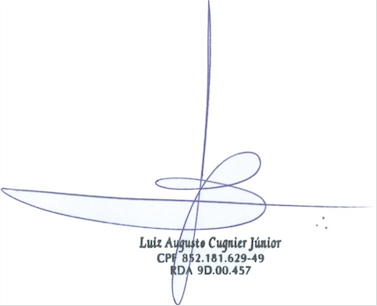 Luiz Augusto Cugnier Júnior
CPF 852.181.629-49
RDA 9D.00.457